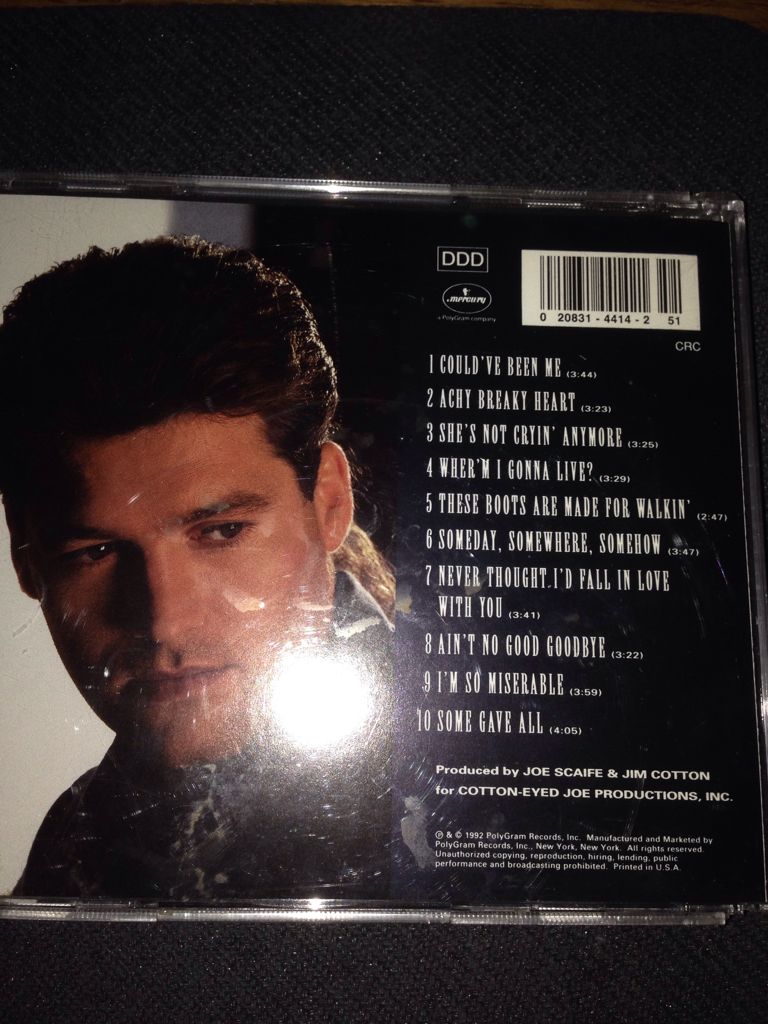 DDD
mercury
a PolyGram company
0 20831-4414-2 51
CRC
1 COULD'VE BEEN ME (3:44)
2 ACHY BREAKY HEART (3:23)
3 SHE'S NOT CRYIN' ANYMORE (3:25)
4 WHER'M I GONNA LIVE? (3:29)
5 THESE BOOTS ARE MADE FOR WALKIN' (2:47)
6 SOMEDAY, SOMEWHERE, SOMEHOW (3:47)
7 NEVER THOUGHT I'D FALL IN LOVE
WITH YOU (3:41)
8 AIN'T NO GOOD GOODBYE (3:22)
9 I'M SO MISERABLE (3:59)
10 SOME GAVE ALL (4:05)
Produced by JOE SCAIFE & JIM COTTON
for COTTON-EYED JOE PRODUCTIONS, INC.
℗ & © 1992 PolyGram Records, Inc. Manufactured and Marketed by
PolyGram Records, Inc., New York, New York. All rights reserved.
Unauthorized copying, reproduction, hiring, lending, public
performance and broadcasting prohibited. Printed in U.S.A.